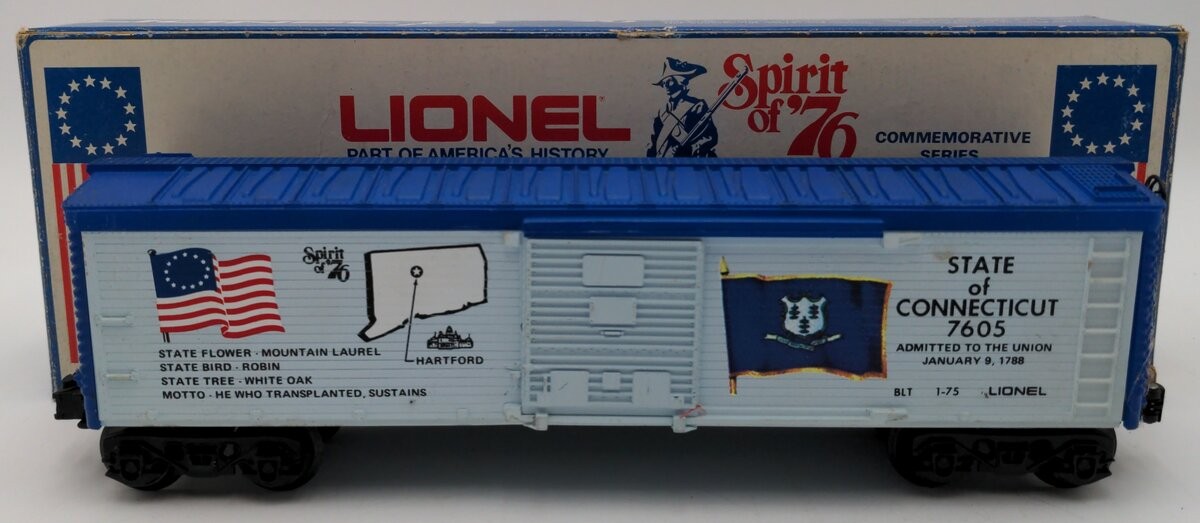 LIONEL
PART OF AMERICA'S HISTORY
Spirit
of '76
COMMEMORATIVE
SERIES
Spirit
of '76
HARTFORD
STATE FLOWER - MOUNTAIN LAUREL
STATE BIRD - ROBIN
STATE TREE - WHITE OAK
MOTTO - HE WHO TRANSPLANTED, SUSTAINS
STATE
of
CONNECTICUT
7605
ADMITTED TO THE UNION
JANUARY 9, 1788
BLT 1-75 LIONEL